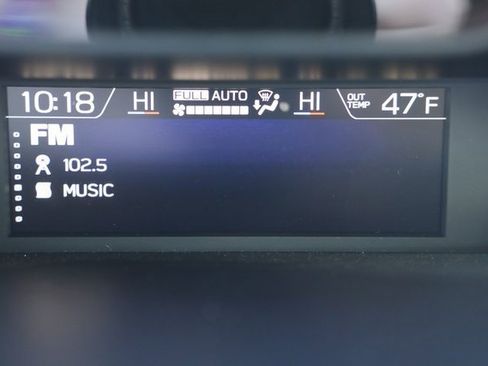 10:18 HI FULL AUTO HI OUT TEMP 47°F
FM
102.5
MUSIC